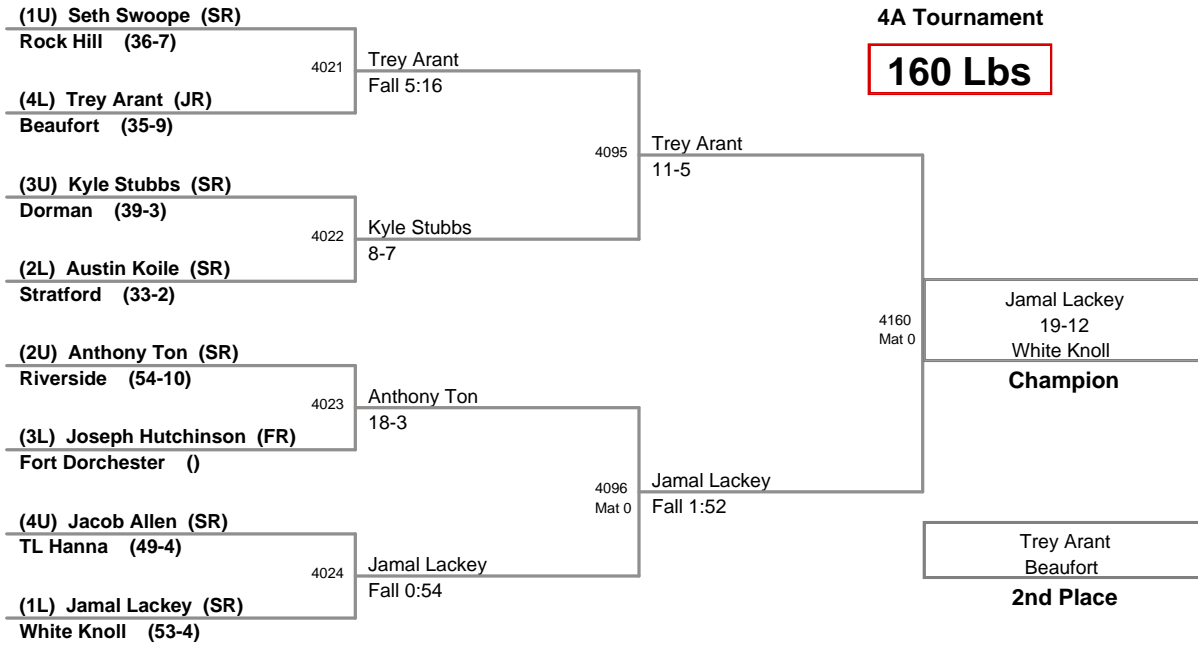 4A Tournament
160 Lbs
(1U) Seth Swoope (SR)
Rock Hill (36-7)
4021
Trey Arant
Fall 5:16
(4L) Trey Arant (JR)
Beaufort (35-9)
4095
Trey Arant
11-5
(3U) Kyle Stubbs (SR)
Dorman (39-3)
4022
Kyle Stubbs
8-7
(2L) Austin Koile (SR)
Stratford (33-2)
4160
Mat 0
Jamal Lackey
19-12
White Knoll
Champion
(2U) Anthony Ton (SR)
Riverside (54-10)
4023
Anthony Ton
18-3
(3L) Joseph Hutchinson (FR)
Fort Dorchester ()
4096
Mat 0
Jamal Lackey
Fall 1:52
(4U) Jacob Allen (SR)
TL Hanna (49-4)
4024
Jamal Lackey
Fall 0:54
(1L) Jamal Lackey (SR)
White Knoll (53-4)
Trey Arant
Beaufort
2nd Place